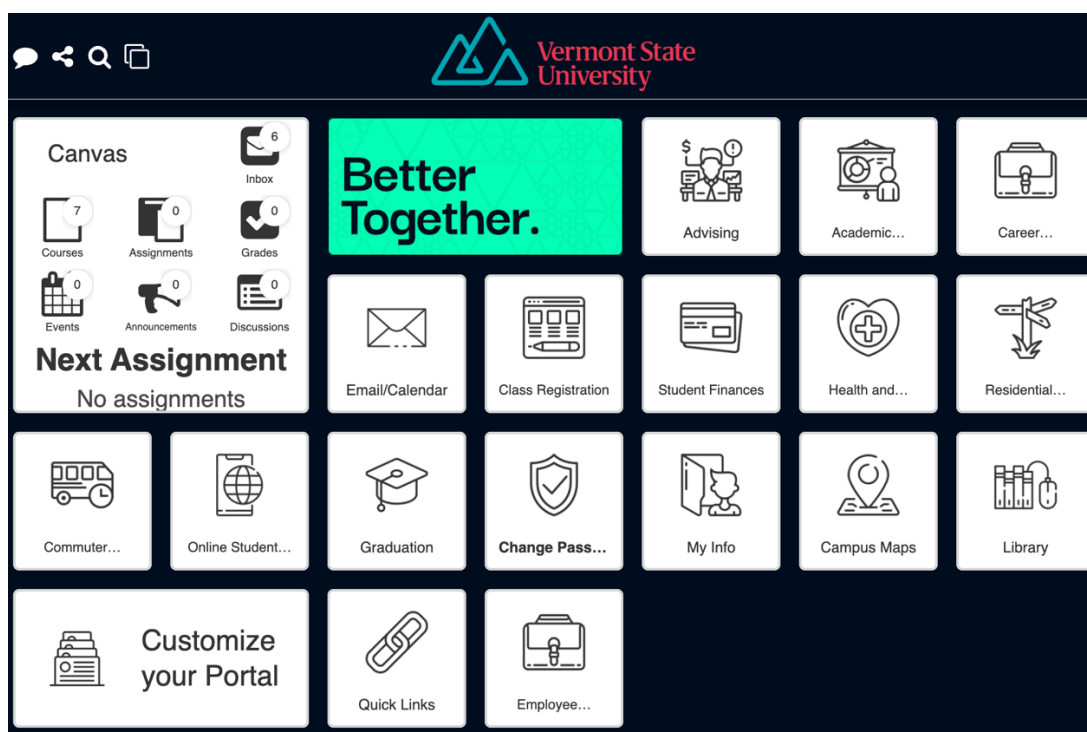 Vermont State
University
Canvas
6
Inbox
7
Courses
0
Assignments
0
Grades
0
Events
0
Announcements
0
Discussions
Next Assignment
No assignments
Better
Together.
$
Advising
Academic...
Career...
Email/Calendar
Class Registration
Student Finances
Health and...
Residential...
Commuter...
Online Student...
Graduation
Change Pass...
My Info
Campus Maps
Library
Customize
your Portal
Quick Links
Employee...